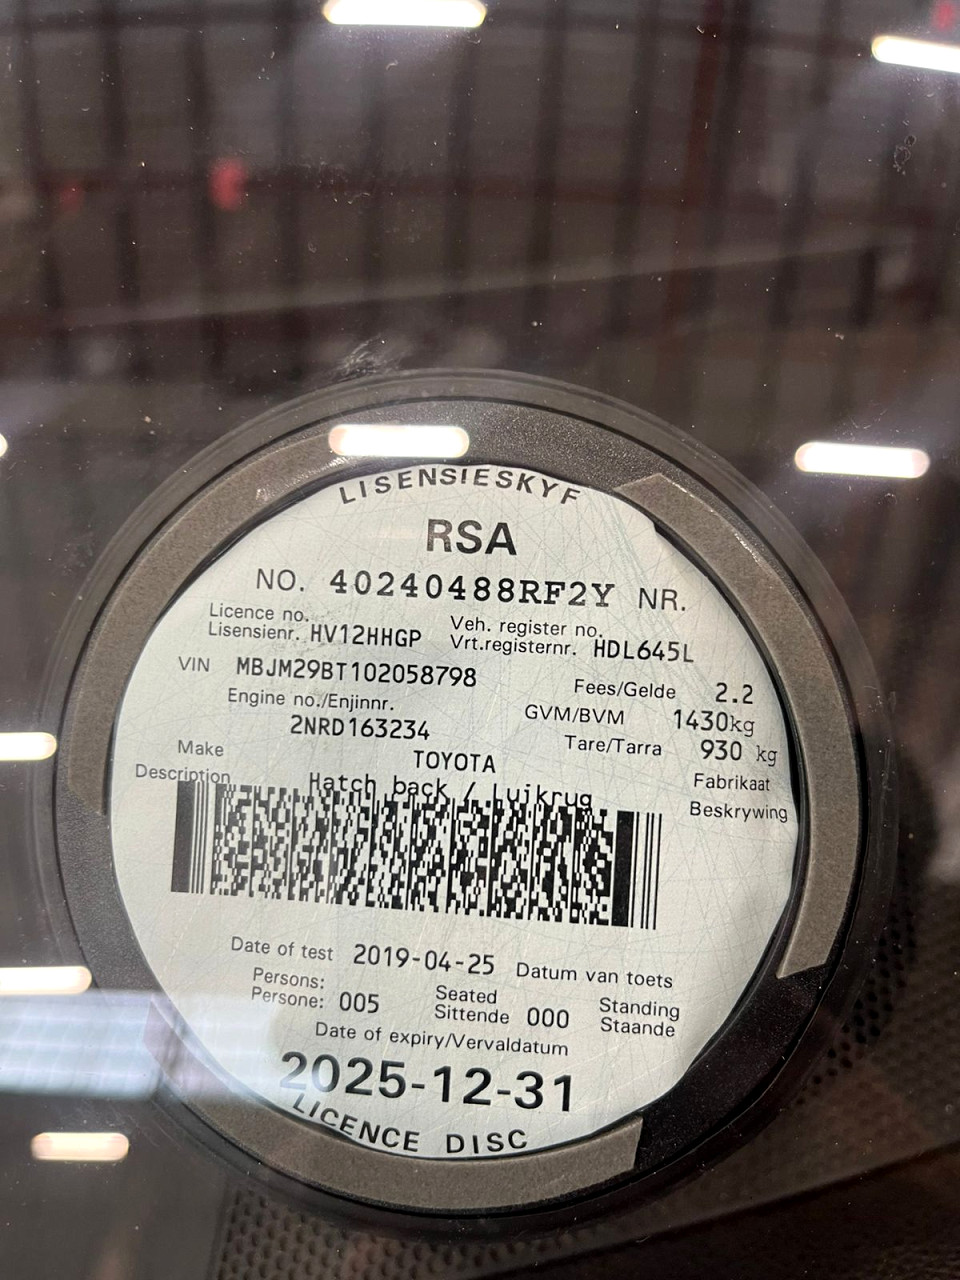 LISENSIESKYF
RSA
NO. 40240488RF2Y NR.
Licence no. Veh. register no.
Lisensienr. HV12HHGP Vrt.registernr. HDL645L
VIN MBJM29BT102058798
Fees/Gelde 2.2
Engine no./Enjinnr. GVM/BVM 1430kg
2NRD163234 Tare/Tarra 930 kg
Make TOYOTA Fabrikaat
Description Hatch back / Luikrug Beskrywing
Date of test 2019-04-25 Datum van toets
Persons: Seated Standing
Persone: 005 Sittende 000 Staande
Date of expiry/Vervaldatum
2025-12-31
LICENCE DISC